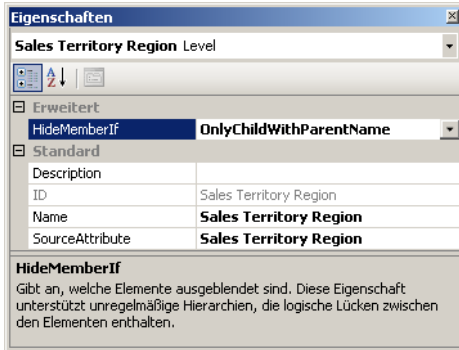 Eigenschaften
Sales Territory Region Level
Erweitert
HideMemberIf OnlyChildWithParentName
Standard
Description
ID Sales Territory Region
Name Sales Territory Region
SourceAttribute Sales Territory Region
HideMemberIf
Gibt an, welche Elemente ausgeblendet sind. Diese Eigenschaft
unterstützt unregelmäßige Hierarchien, die logische Lücken zwischen
den Elementen enthalten.